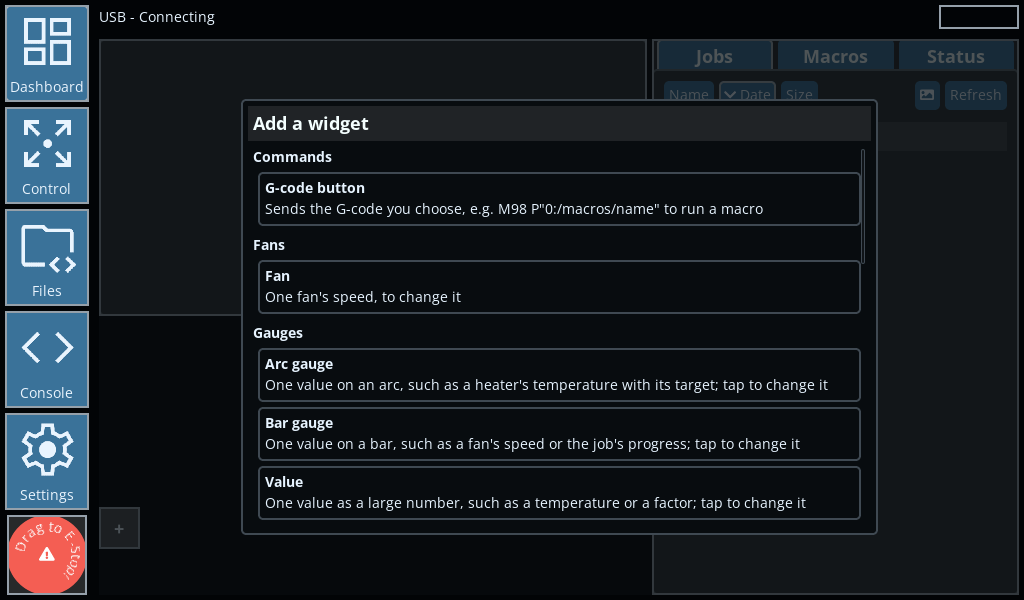 USB - Connecting
Dashboard
Control
Files
Console
Settings
Drag to E-Stop!
Jobs
Macros
Status
Name
Date
Size
Refresh
Add a widget
Commands
G-code button
Sends the G-code you choose, e.g. M98 P"0:/macros/name" to run a macro
Fans
Fan
One fan's speed, to change it
Gauges
Arc gauge
One value on an arc, such as a heater's temperature with its target; tap to change it
Bar gauge
One value on a bar, such as a fan's speed or the job's progress; tap to change it
Value
One value as a large number, such as a temperature or a factor; tap to change it
+